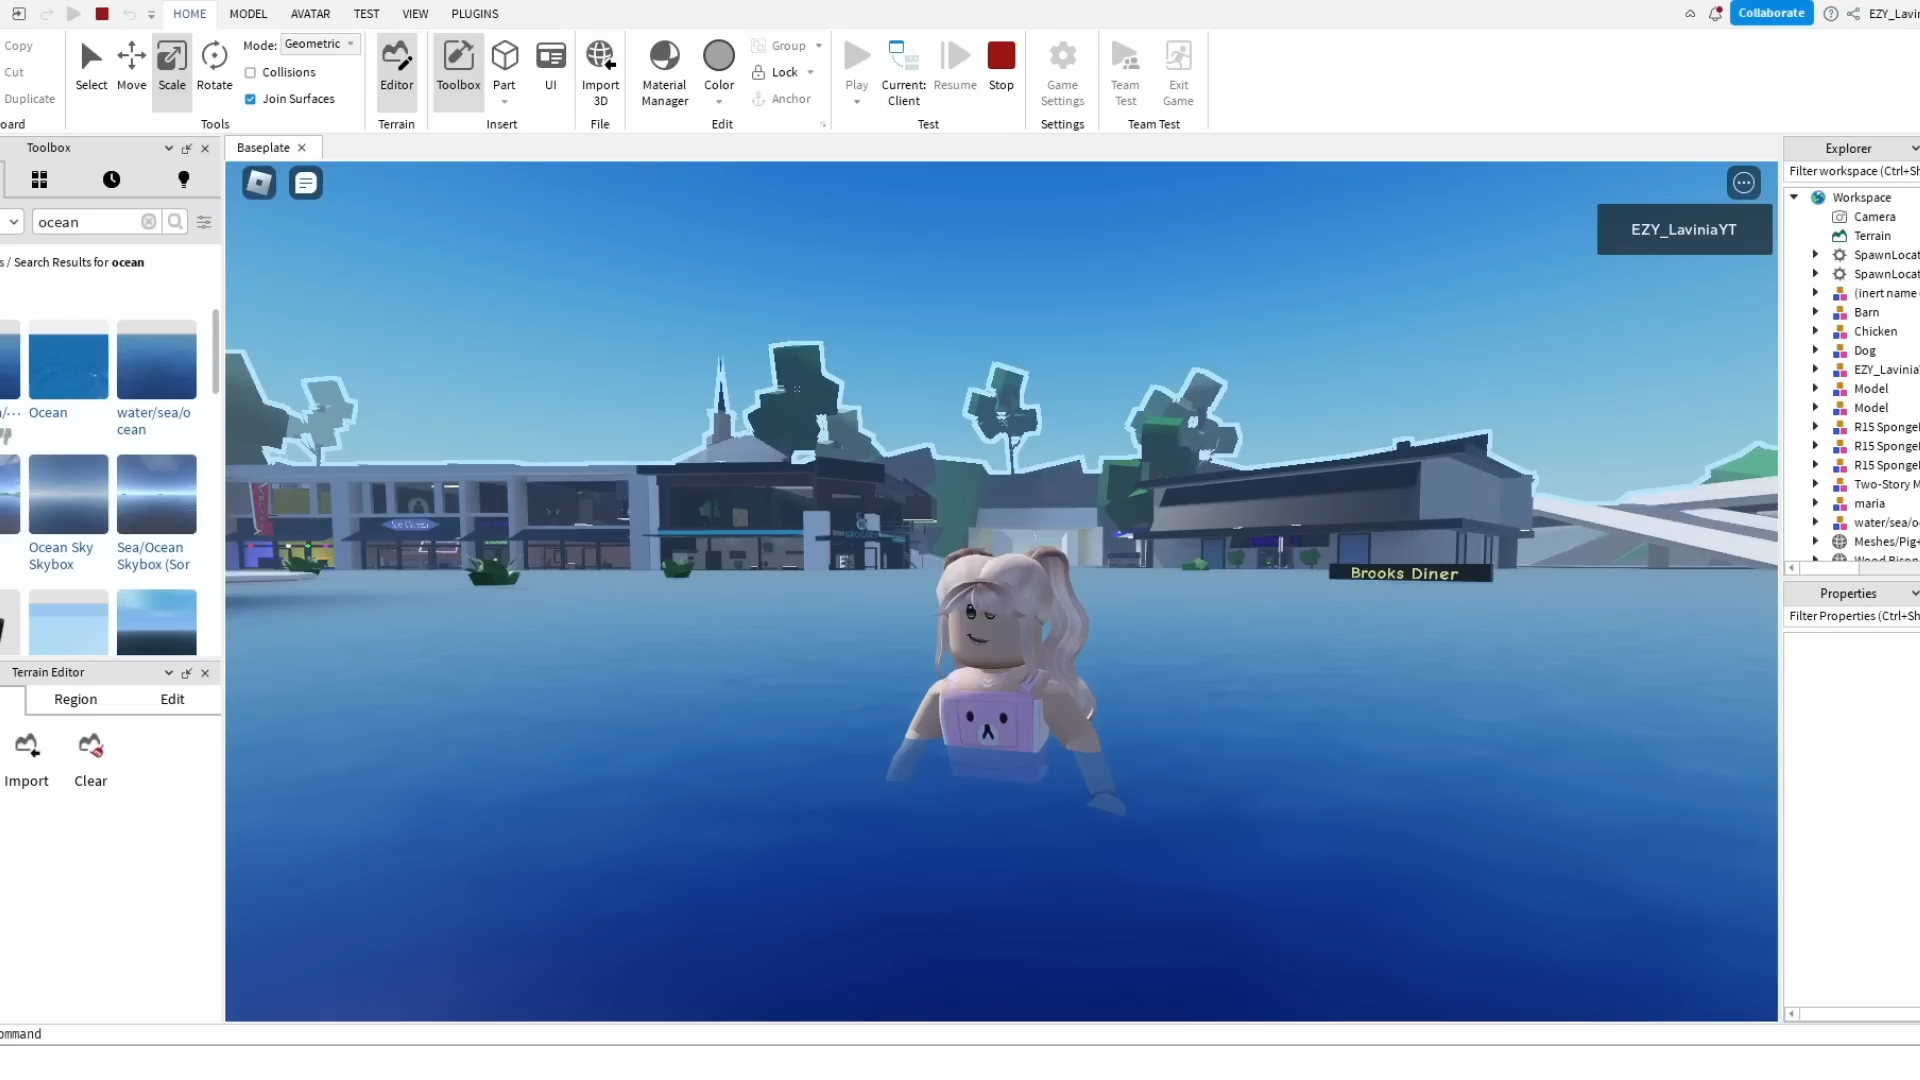 HOME MODEL AVATAR TEST VIEW PLUGINS
Collaborate
EZY_Lavin
Copy
Cut
Duplicate
oard
Select
Move
Scale
Rotate
Mode: Geometric
Collisions
Join Surfaces
Tools
Editor
Terrain
Toolbox
Part
UI
Insert
Import
3D
File
Material
Manager
Color
Group
Lock
Anchor
Edit
Play
Current:
Client
Resume
Stop
Test
Game
Settings
Settings
Team
Test
Exit
Game
Team Test
Toolbox
ocean
s / Search Results for ocean
Ocean
water/sea/o
cean
Ocean Sky
Skybox
Sea/Ocean
Skybox (Sor
Terrain Editor
Region
Edit
Import
Clear
ommand
Baseplate
EZY_LaviniaYT
GROCERY
Brooks Diner
Explorer
Filter workspace (Ctrl+Sh
Workspace
Camera
Terrain
SpawnLocat
SpawnLocat
(inert name
Barn
Chicken
Dog
EZY_Lavinia
Model
Model
R15 Sponge
R15 Sponge
R15 Sponge
Two-Story M
maria
water/sea/o
Meshes/Pig
Properties
Filter Properties (Ctrl+Sh